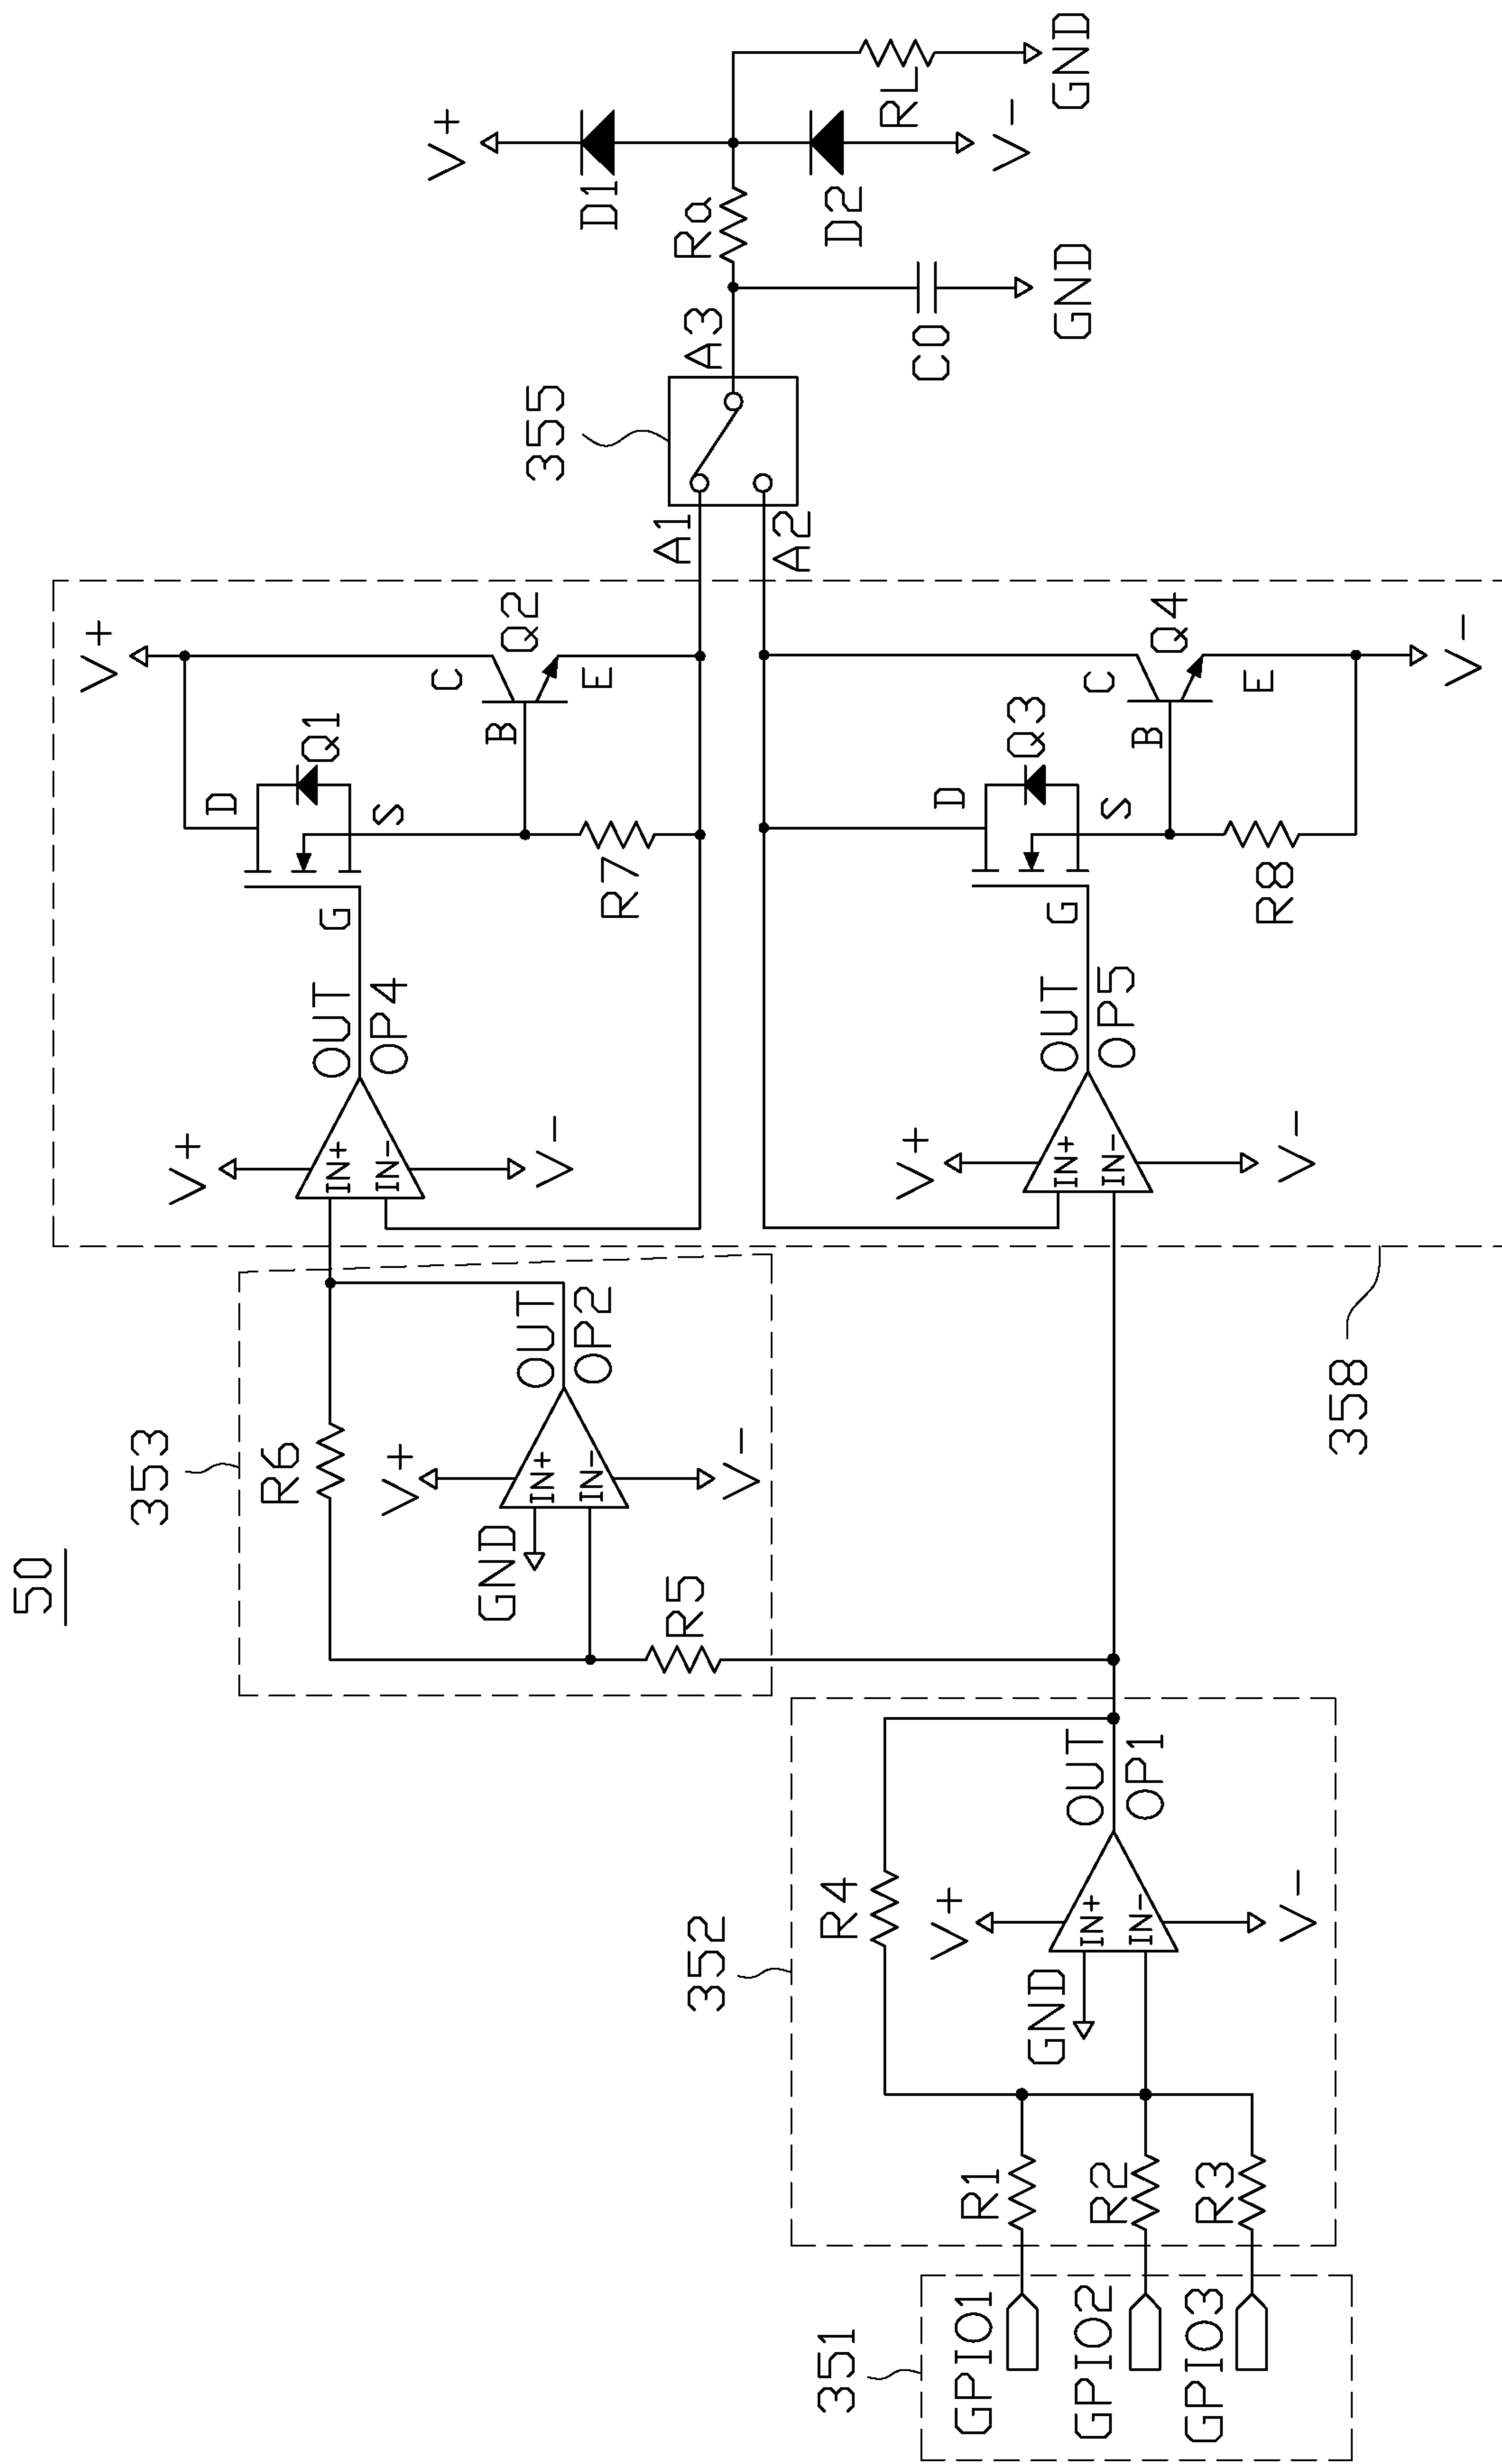 50
351
GPIO1
GPIO2
GPIO3
352
R1
R2
R3
R4
GND
IN+
IN-
V+
V-
OUT
OP1
353
R5
R6
GND
IN+
IN-
V+
V-
OUT
OP2
358
V+
V-
IN+
IN-
OUT
OP4
G
D
S
Q1
R7
V+
B
C
E
Q2
V+
V-
IN+
IN-
OUT
OP5
G
D
S
Q3
R8
B
C
E
Q4
V-
A1
A2
355
A3
C0
GND
Ra
D1
V+
D2
V-
RL
GND